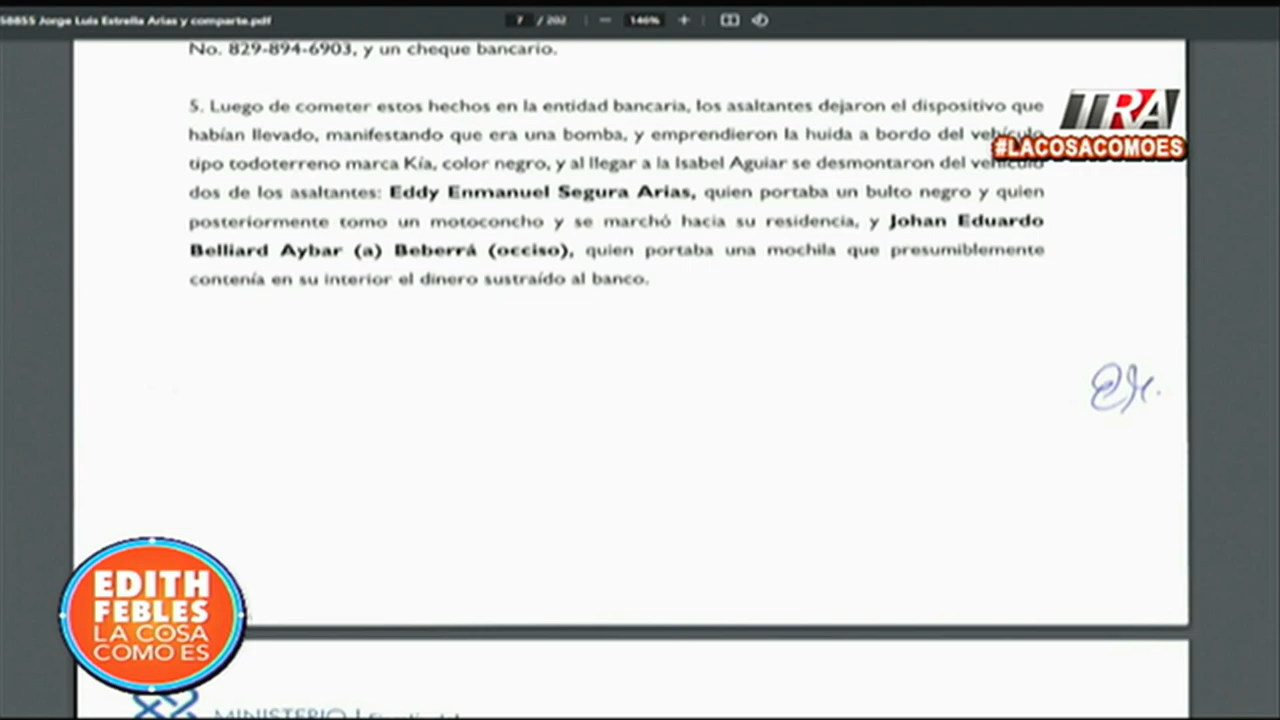 58855 Jorge Luis Estrella Arias y comparte.pdf
7 / 202
146%
No. 829-894-6903, y un cheque bancario.
5. Luego de cometer estos hechos en la entidad bancaria, los asaltantes dejaron el dispositivo que
habían llevado, manifestando que era una bomba, y emprendieron la huida a bordo del vehículo
tipo todoterreno marca Kía, color negro, y al llegar a la Isabel Aguiar se desmontaron del vehículo
dos de los asaltantes: Eddy Enmanuel Segura Arias, quien portaba un bulto negro y quien
posteriormente tomo un motoconcho y se marchó hacia su residencia, y Johan Eduardo
Belliard Aybar (a) Beberrá (occiso), quien portaba una mochila que presumiblemente
contenía en su interior el dinero sustraído al banco.
TRA
#LACOSACOMOES
EDITH
FEBLES
LA COSA
COMO ES
MINISTERIO